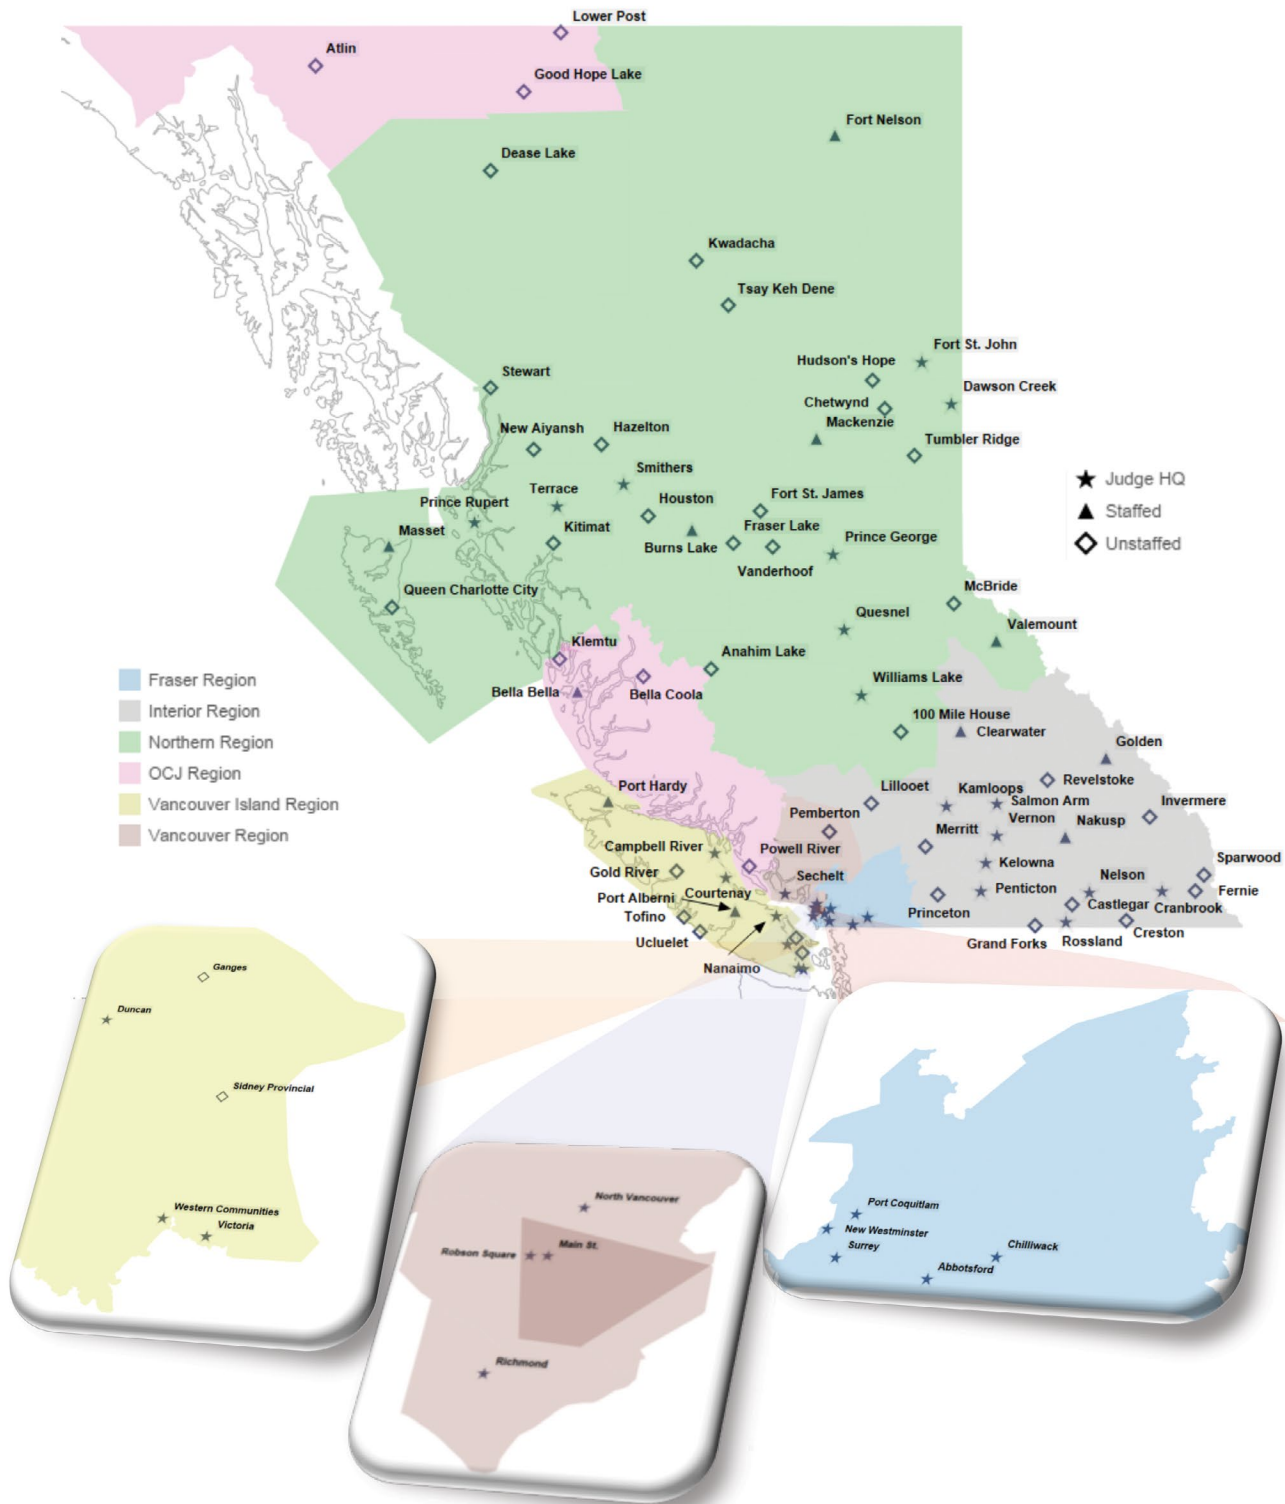 Lower Post
Atlin
Good Hope Lake
Fort Nelson
Dease Lake
Kwadacha
Tsay Keh Dene
Fort St. John
Hudson's Hope
Stewart
Dawson Creek
Chetwynd
Mackenzie
New Aiyansh
Hazelton
Tumbler Ridge
Smithers
Judge HQ
Terrace
Fort St. James
Prince Rupert
Houston
Staffed
Masset
Kitimat
Fraser Lake
Prince George
Burns Lake
Unstaffed
Vanderhoof
Queen Charlotte City
McBride
Quesnel
Valemount
Klemtu
Anahim Lake
Fraser Region
Williams Lake
Bella Bella
Bella Coola
Interior Region
100 Mile House
Clearwater
Northern Region
Golden
OCJ Region
Port Hardy
Revelstoke
Lillooet
Kamloops
Vancouver Island Region
Salmon Arm
Invermere
Pemberton
Vernon
Vancouver Region
Merritt
Nakusp
Campbell River
Powell River
Kelowna
Sparwood
Gold River
Sechelt
Penticton
Nelson
Fernie
Courtenay
Port Alberni
Princeton
Castlegar
Cranbrook
Tofino
Creston
Ucluelet
Grand Forks
Rossland
Nanaimo
Ganges
Duncan
Sidney Provincial
Western Communities
Victoria
North Vancouver
Robson Square
Main St.
Richmond
Port Coquitlam
New Westminster
Surrey
Chilliwack
Abbotsford